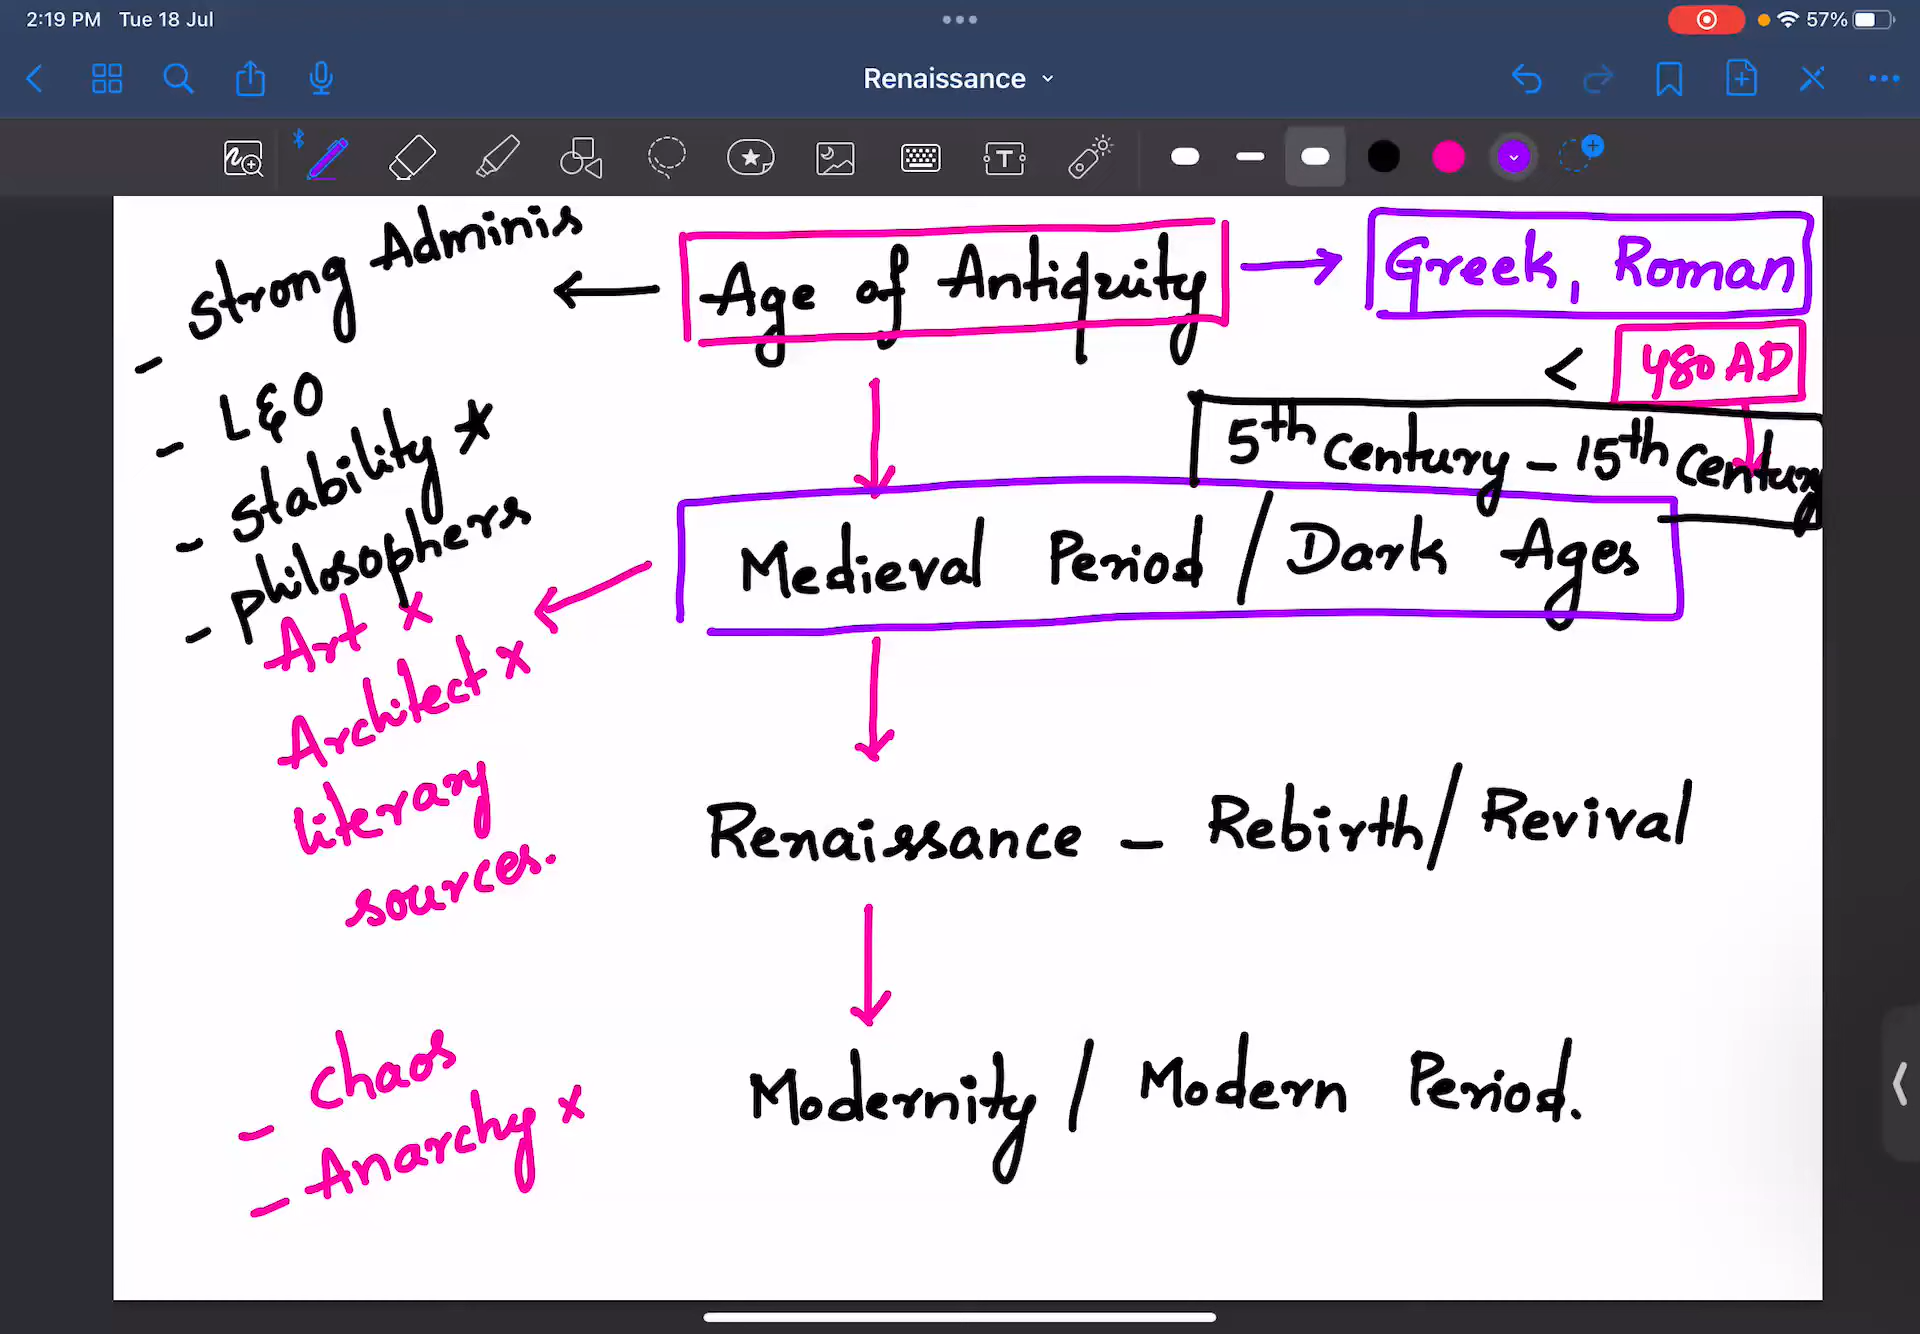 2:19 PM Tue 18 Jul
57%
Renaissance
strong Adminis
Age of Antiquity
Greek, Roman
< 480 AD
- L&O
5th Century - 15th Century
- stability
- philosophers
Medieval Period / Dark Ages
Art x
Architect x
literary
sources.
Renaissance - Rebirth / Revival
- Chaos
- Anarchy x
Modernity / Modern Period.